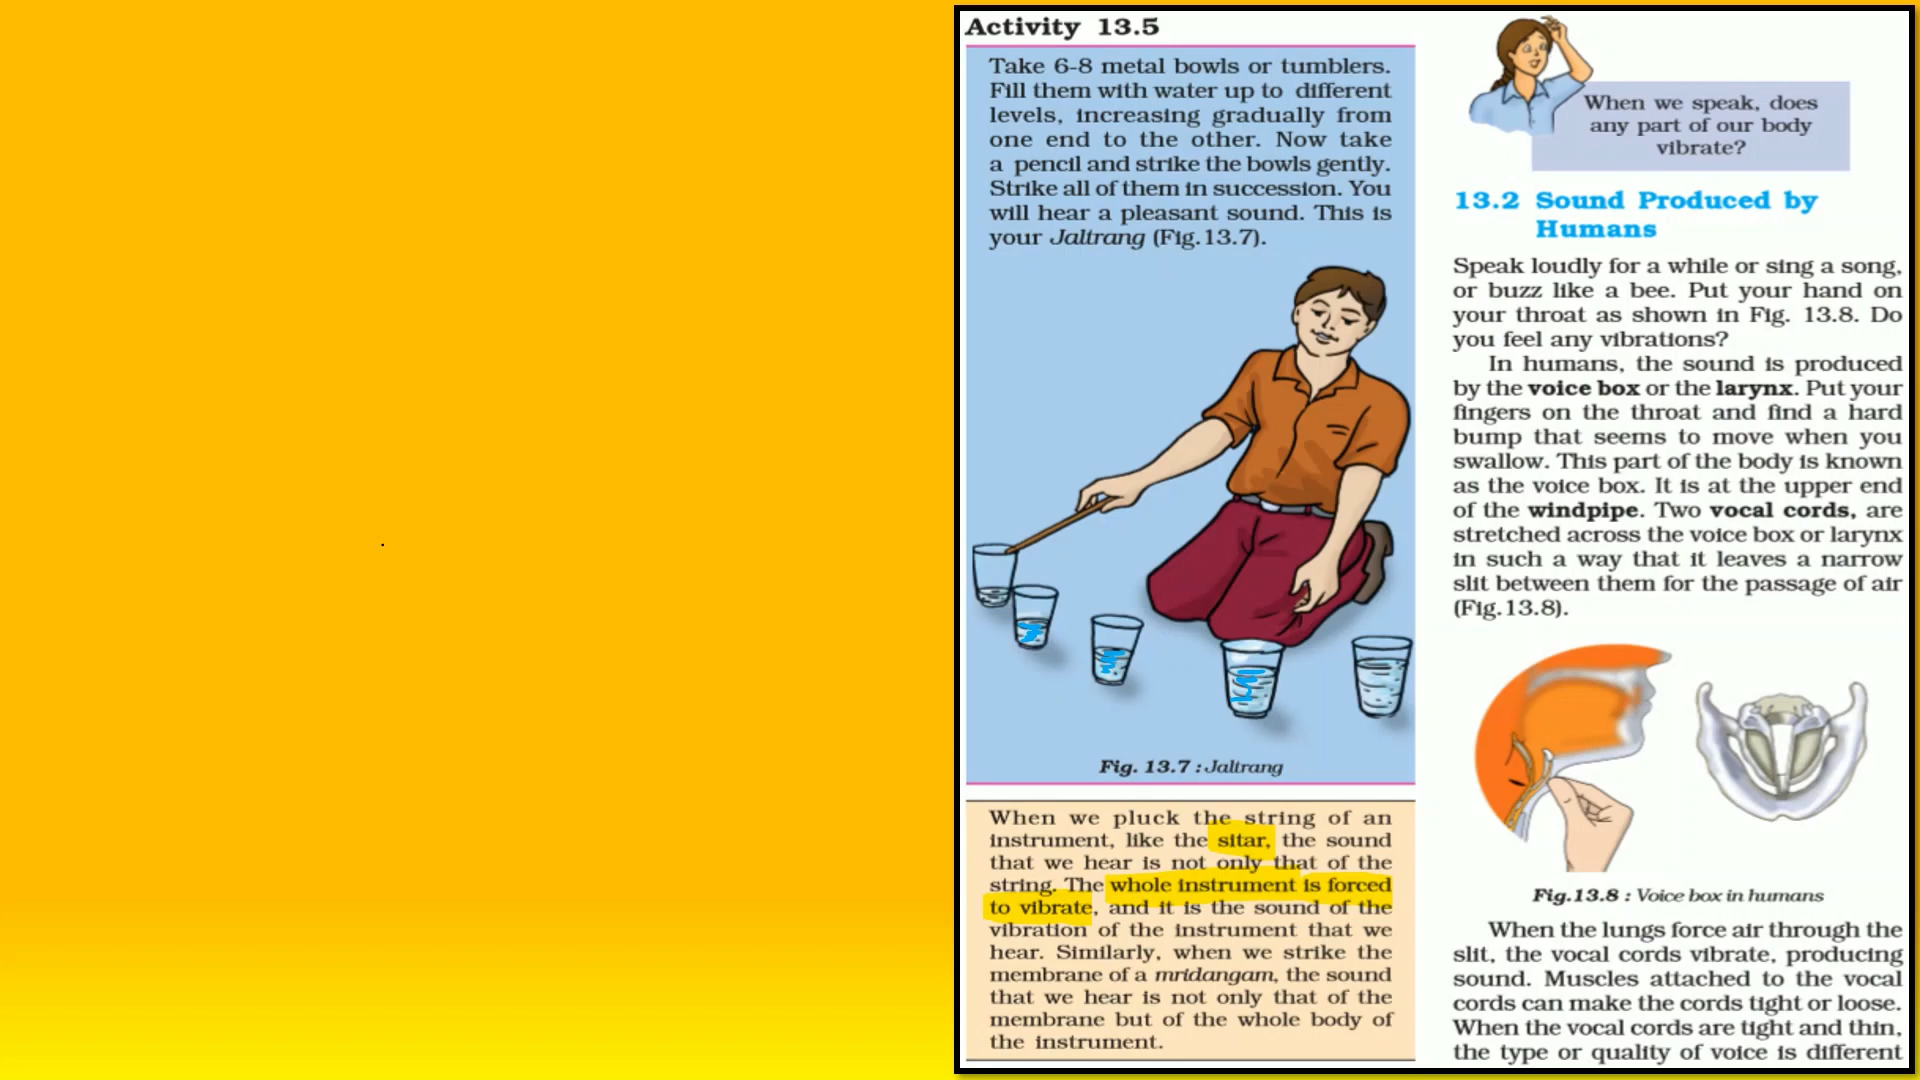 Activity 13.5
Take 6-8 metal bowls or tumblers.
Fill them with water up to different
levels, increasing gradually from
one end to the other. Now take
a pencil and strike the bowls gently.
Strike all of them in succession. You
will hear a pleasant sound. This is
your Jaltrang (Fig.13.7).
Fig. 13.7 : Jaltrang
When we pluck the string of an
instrument, like the sitar, the sound
that we hear is not only that of the
string. The whole instrument is forced
to vibrate, and it is the sound of the
vibration of the instrument that we
hear. Similarly, when we strike the
membrane of a mridangam, the sound
that we hear is not only that of the
membrane but of the whole body of
the instrument.
When we speak, does
any part of our body
vibrate?
13.2 Sound Produced by
Humans
Speak loudly for a while or sing a song,
or buzz like a bee. Put your hand on
your throat as shown in Fig. 13.8. Do
you feel any vibrations?
In humans, the sound is produced
by the voice box or the larynx. Put your
fingers on the throat and find a hard
bump that seems to move when you
swallow. This part of the body is known
as the voice box. It is at the upper end
of the windpipe. Two vocal cords, are
stretched across the voice box or larynx
in such a way that it leaves a narrow
slit between them for the passage of air
(Fig.13.8).
Fig.13.8 : Voice box in humans
When the lungs force air through the
slit, the vocal cords vibrate, producing
sound. Muscles attached to the vocal
cords can make the cords tight or loose.
When the vocal cords are tight and thin,
the type or quality of voice is different